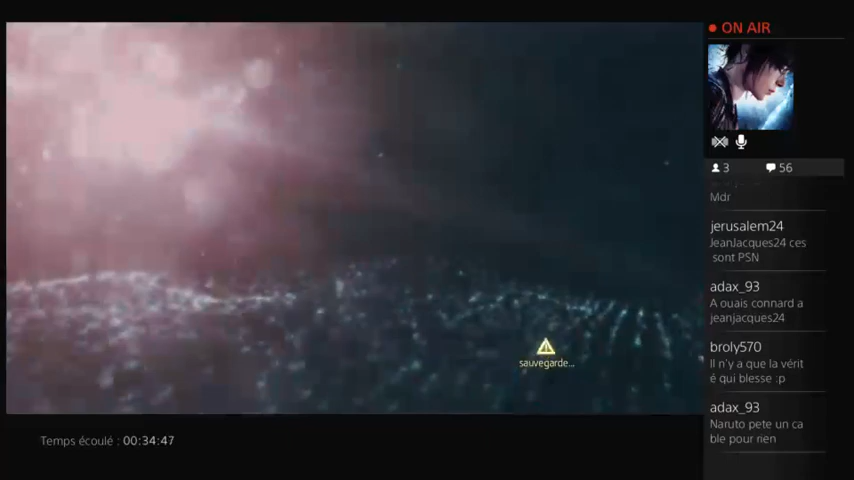 ON AIR
3 56
Mdr
jerusalem24
JeanJacques24 ces
sont PSN
adax_93
A ouais connard a
jeanjacques24
broly570
Il n'y a que la vérit
é qui blesse :p
adax_93
Naruto pete un ca
ble pour rien
sauvegarde...
Temps écoulé : 00:34:47